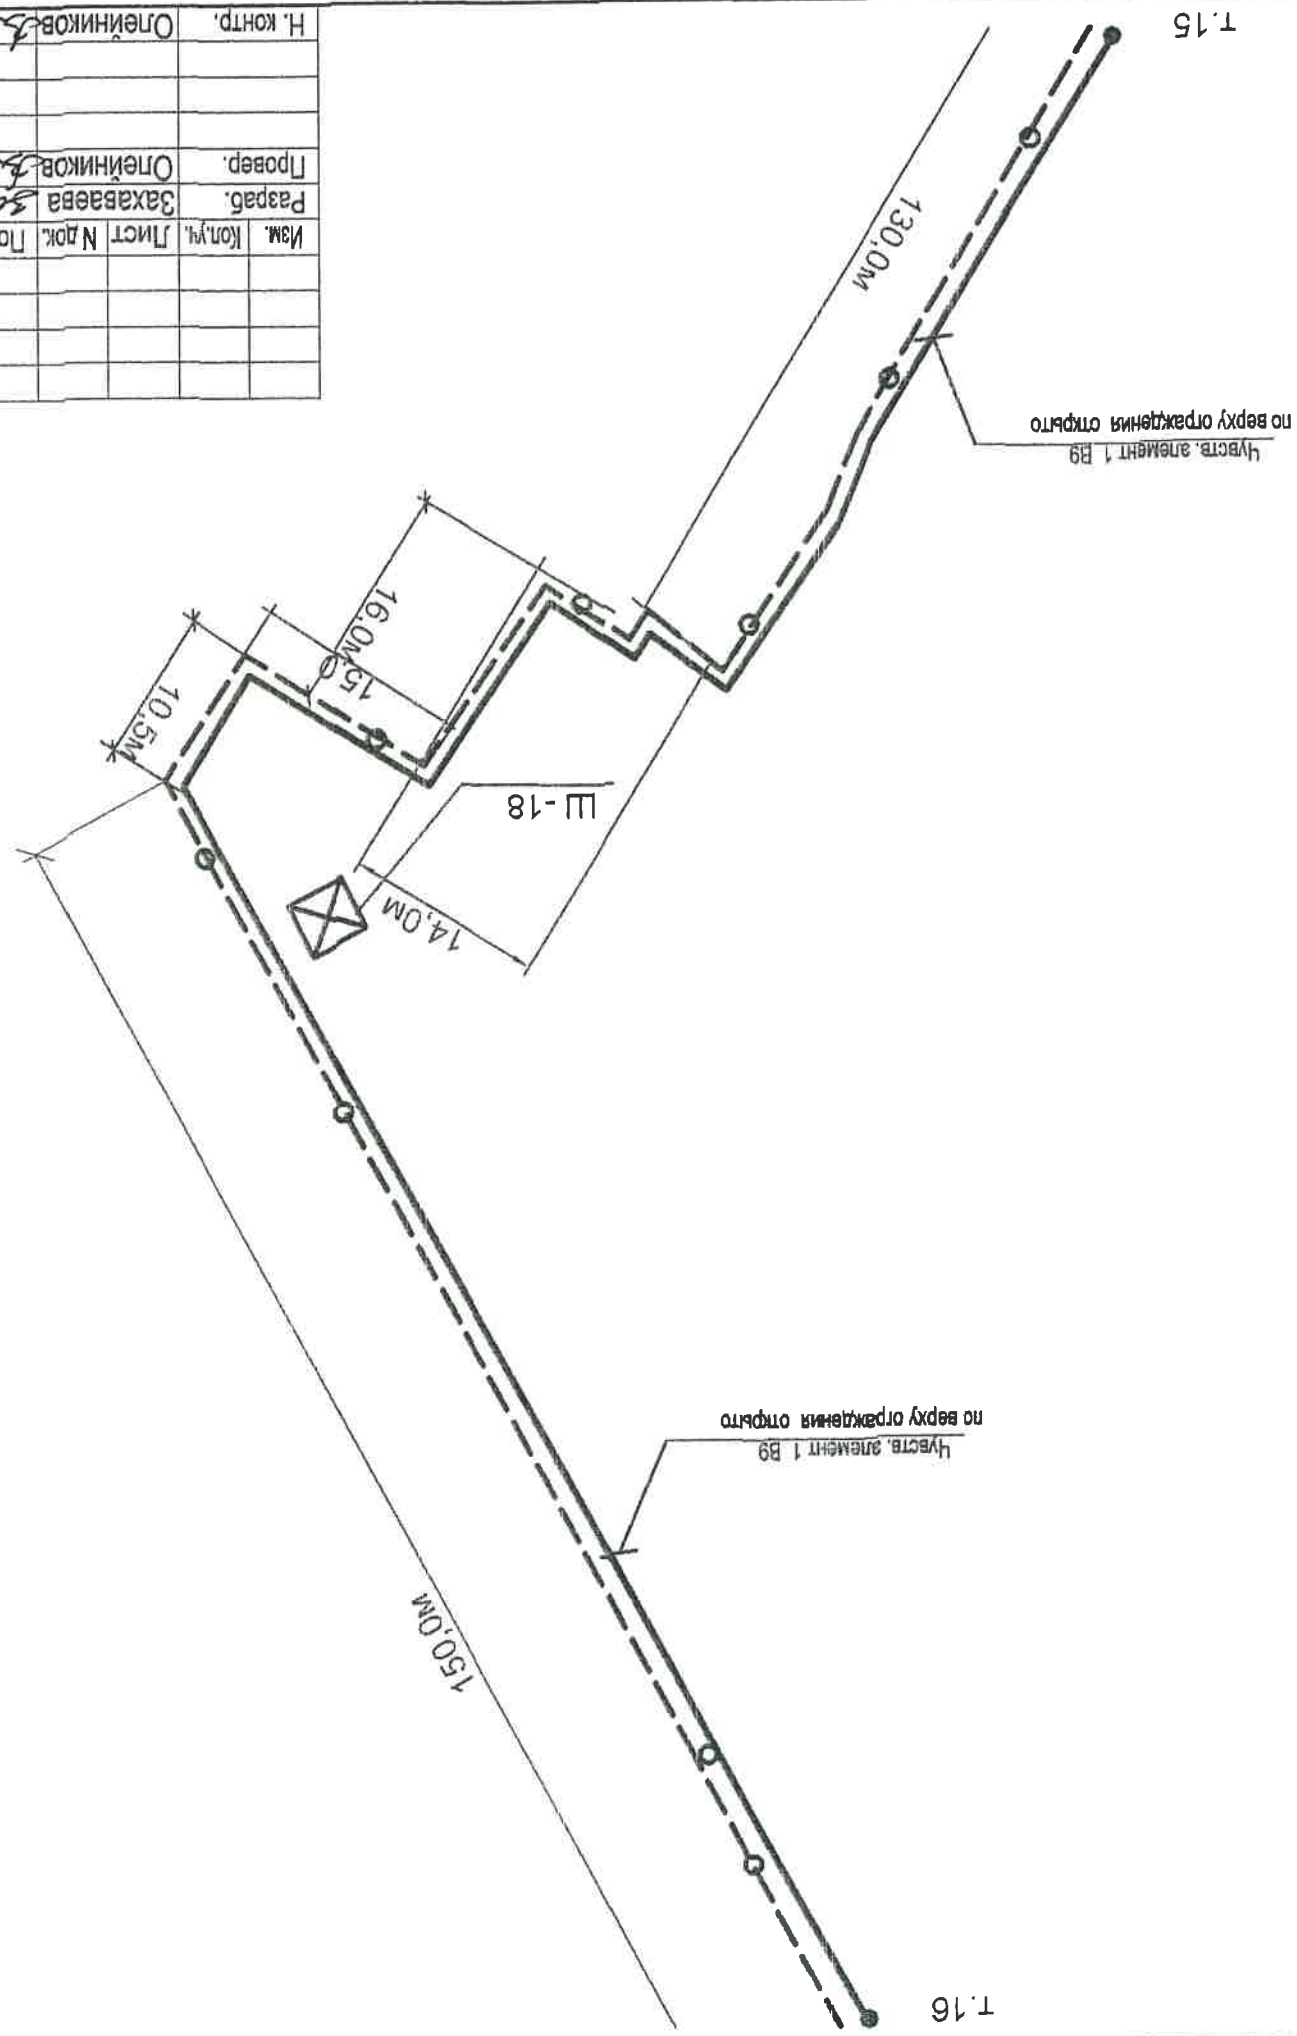 т.16
150,0м
Чувств. элемент 1 В9
по верху ограждения открыто
14,0м
Ш -18
10,5м
15,0
16,0м
Чувств. элемент 1 В9
по верху ограждения открыто
130,0м
т.15
Изм. Кол.уч. Лист N док.
Разраб. Захаваева
Провер. Олейников
Н. контр. Олейников